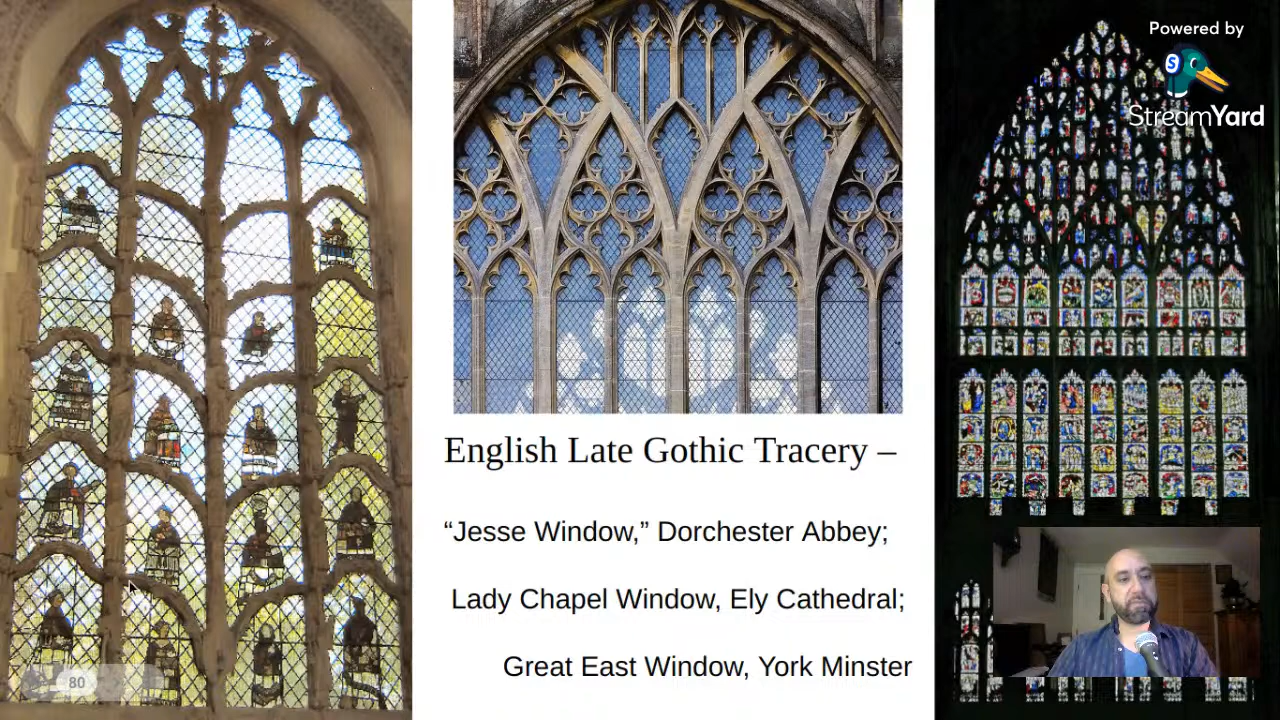 Powered by
StreamYard
English Late Gothic Tracery –
“Jesse Window,” Dorchester Abbey;
Lady Chapel Window, Ely Cathedral;
Great East Window, York Minster
80